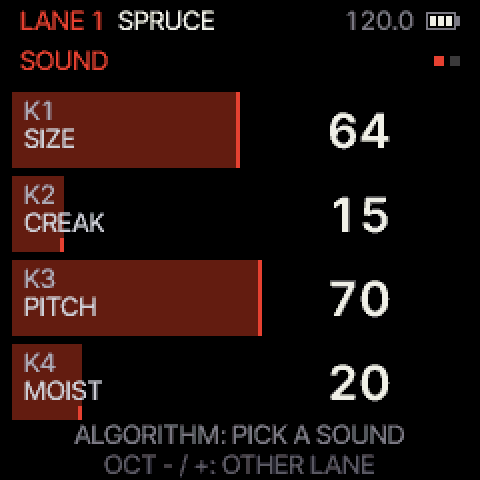 LANE 1 SPRUCE 120.0
SOUND
K1
SIZE 64
K2
CREAK 15
K3
PITCH 70
K4
MOIST 20
ALGORITHM: PICK A SOUND
OCT - / +: OTHER LANE